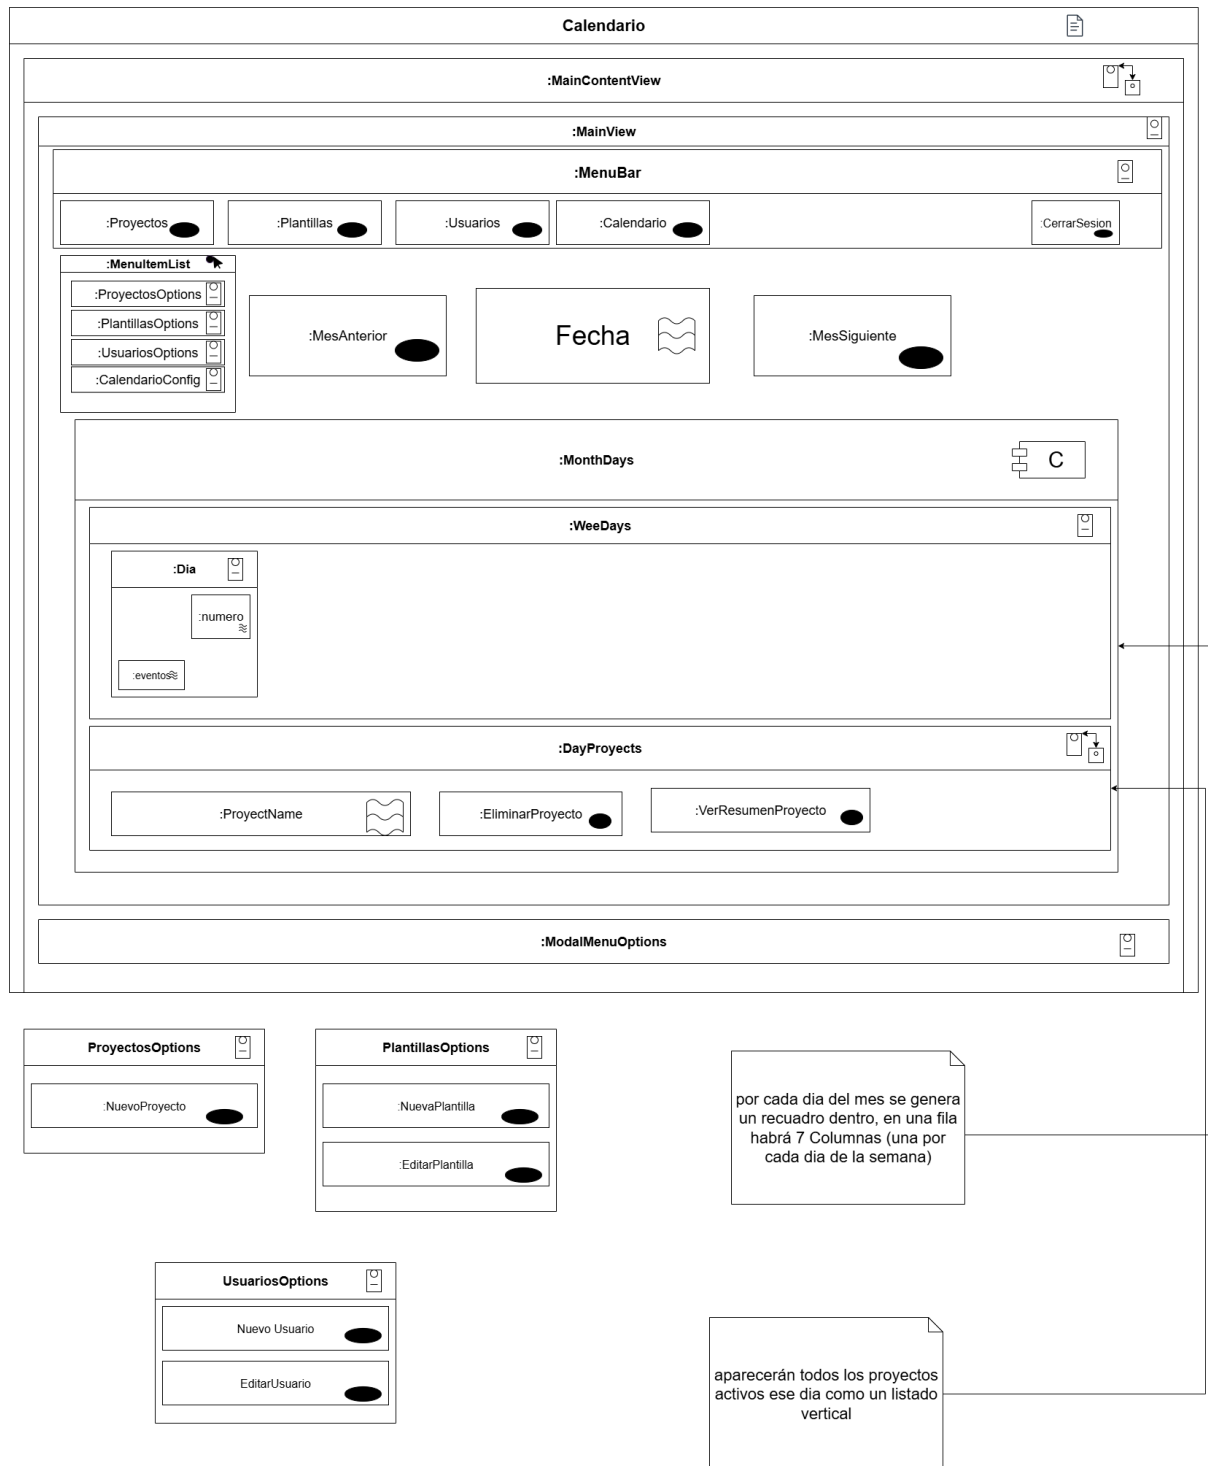 Calendario
:MainContentView
:MainView
:MenuBar
:Proyectos
:Plantillas
:Usuarios
:Calendario
:CerrarSesion
:MenuItemList
:ProyectosOptions
:PlantillasOptions
:UsuariosOptions
:CalendarioConfig
:MesAnterior
Fecha
:MesSiguiente
:MonthDays
C
:WeeDays
:Dia
:numero
:eventos
:DayProyects
:ProyectName
:EliminarProyecto
:VerResumenProyecto
:ModalMenuOptions
ProyectosOptions
:NuevoProyecto
PlantillasOptions
:NuevaPlantilla
:EditarPlantilla
por cada dia del mes se genera
un recuadro dentro, en una fila
habrá 7 Columnas (una por
cada dia de la semana)
UsuariosOptions
Nuevo Usuario
EditarUsuario
aparecerán todos los proyectos
activos ese dia como un listado
vertical